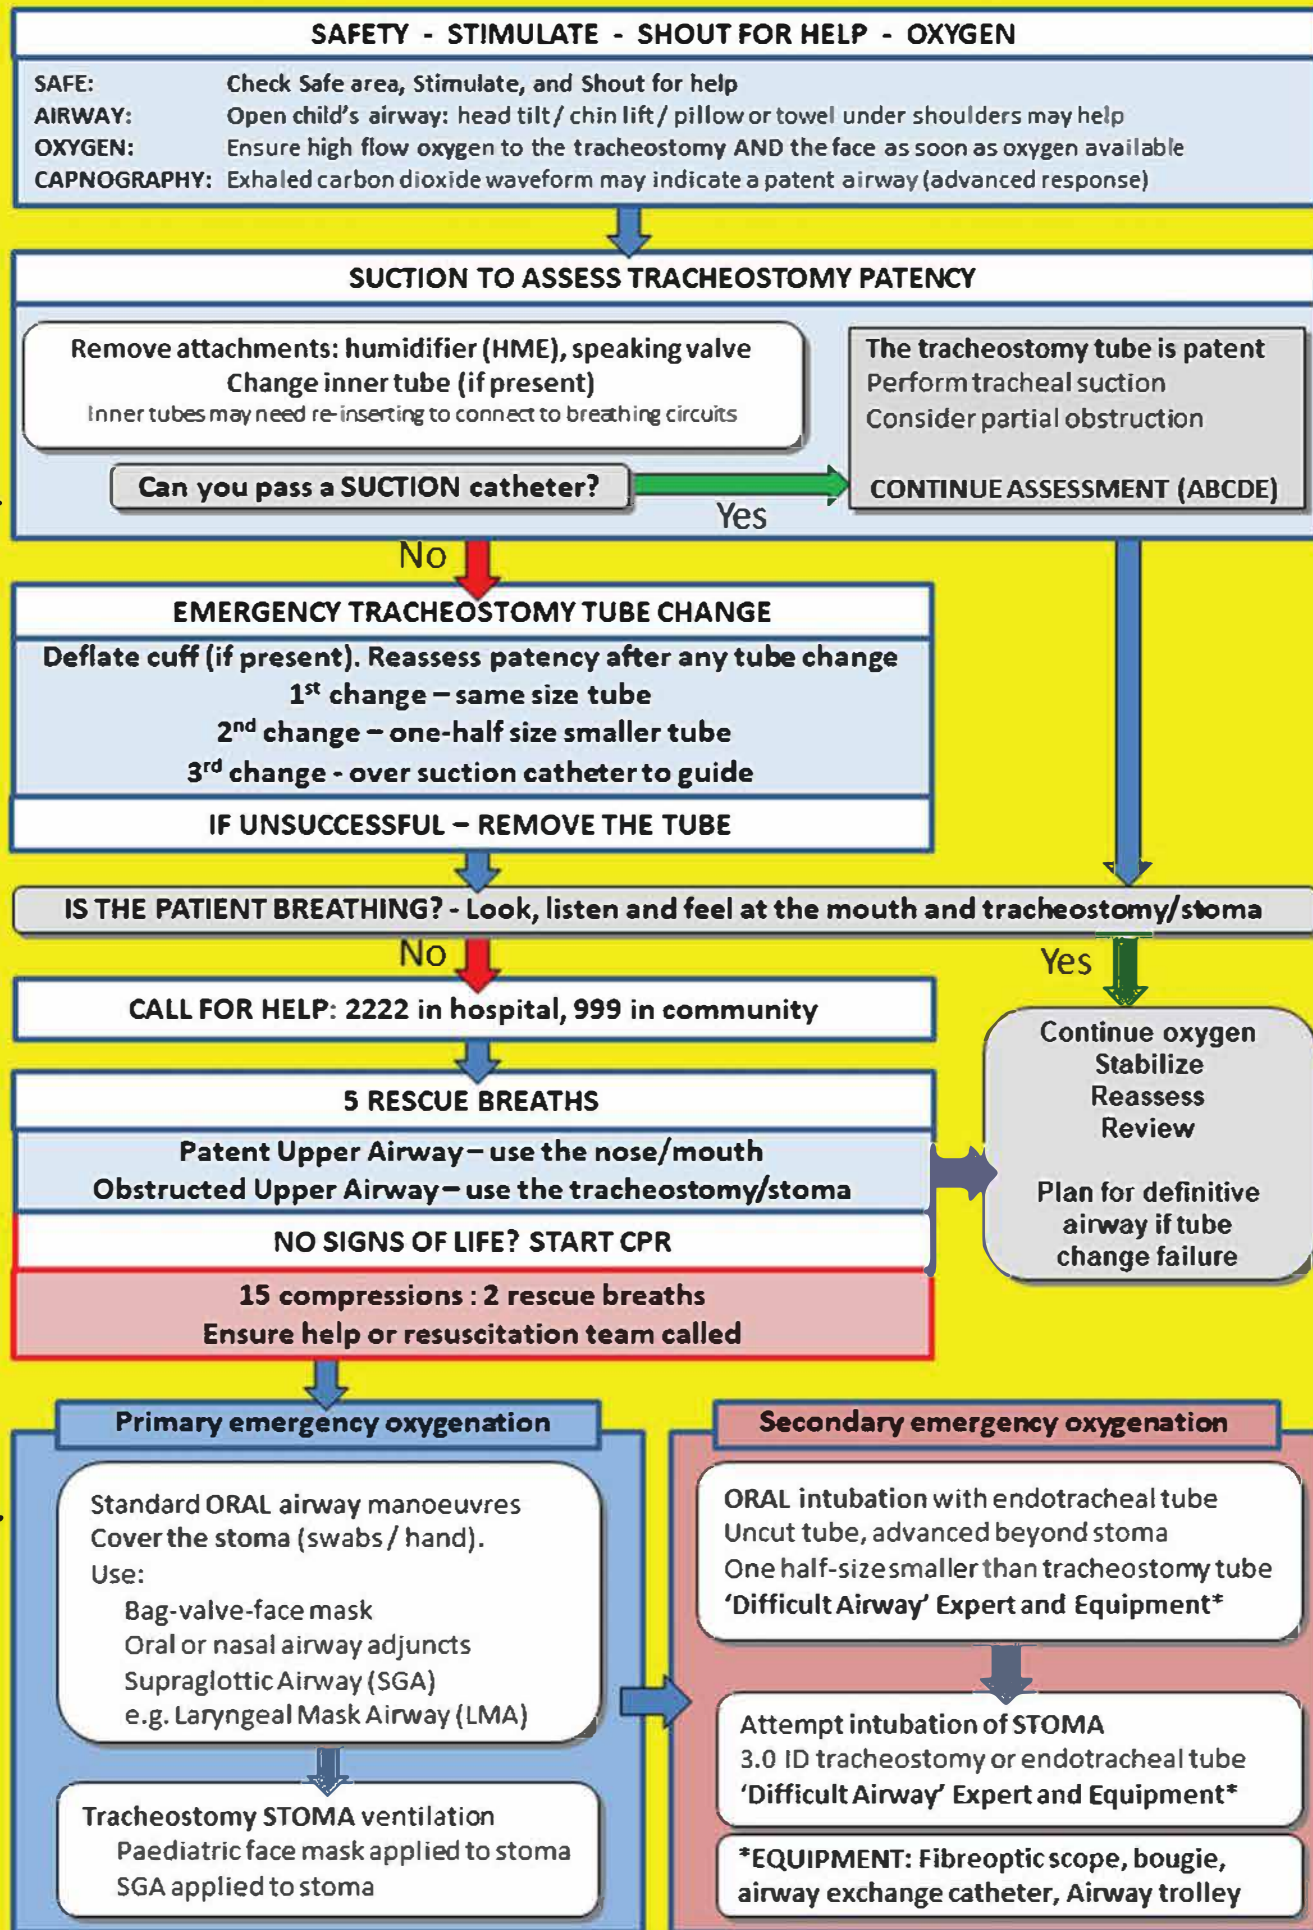 SAFETY - STIMULATE - SHOUT FOR HELP - OXYGEN
SAFE: Check Safe area, Stimulate, and Shout for help
AIRWAY: Open child's airway: head tilt / chin lift / pillow or towel under shoulders may help
OXYGEN: Ensure high flow oxygen to the tracheostomy AND the face as soon as oxygen available
CAPNOGRAPHY: Exhaled carbon dioxide waveform may indicate a patent airway (advanced response)
SUCTION TO ASSESS TRACHEOSTOMY PATENCY
Remove attachments: humidifier (HME), speaking valve
Change inner tube (if present)
Inner tubes may need re-inserting to connect to breathing circuits
Can you pass a SUCTION catheter?
Yes
The tracheostomy tube is patent
Perform tracheal suction
Consider partial obstruction
CONTINUE ASSESSMENT (ABCDE)
No
EMERGENCY TRACHEOSTOMY TUBE CHANGE
Deflate cuff (if present). Reassess patency after any tube change
1st change – same size tube
2nd change – one-half size smaller tube
3rd change - over suction catheter to guide
IF UNSUCCESSFUL – REMOVE THE TUBE
IS THE PATIENT BREATHING? - Look, listen and feel at the mouth and tracheostomy/stoma
No
Yes
CALL FOR HELP: 2222 in hospital, 999 in community
5 RESCUE BREATHS
Patent Upper Airway – use the nose/mouth
Obstructed Upper Airway – use the tracheostomy/stoma
NO SIGNS OF LIFE? START CPR
15 compressions : 2 rescue breaths
Ensure help or resuscitation team called
Continue oxygen
Stabilize
Reassess
Review
Plan for definitive
airway if tube
change failure
Primary emergency oxygenation
Standard ORAL airway manoeuvres
Cover the stoma (swabs / hand).
Use:
Bag-valve-face mask
Oral or nasal airway adjuncts
Supraglottic Airway (SGA)
e.g. Laryngeal Mask Airway (LMA)
Tracheostomy STOMA ventilation
Paediatric face mask applied to stoma
SGA applied to stoma
Secondary emergency oxygenation
ORAL intubation with endotracheal tube
Uncut tube, advanced beyond stoma
One half-size smaller than tracheostomy tube
'Difficult Airway' Expert and Equipment*
Attempt intubation of STOMA
3.0 ID tracheostomy or endotracheal tube
'Difficult Airway' Expert and Equipment*
*EQUIPMENT: Fibreoptic scope, bougie,
airway exchange catheter, Airway trolley